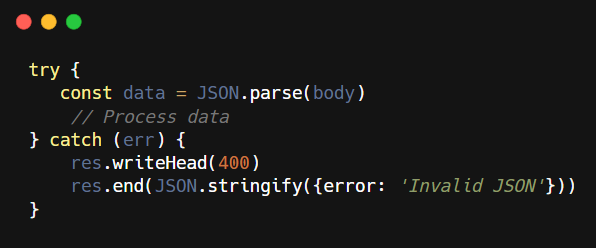 try {
   const data = JSON.parse(body)
    // Process data
} catch (err) {
    res.writeHead(400)
    res.end(JSON.stringify({error: 'Invalid JSON'}))
}